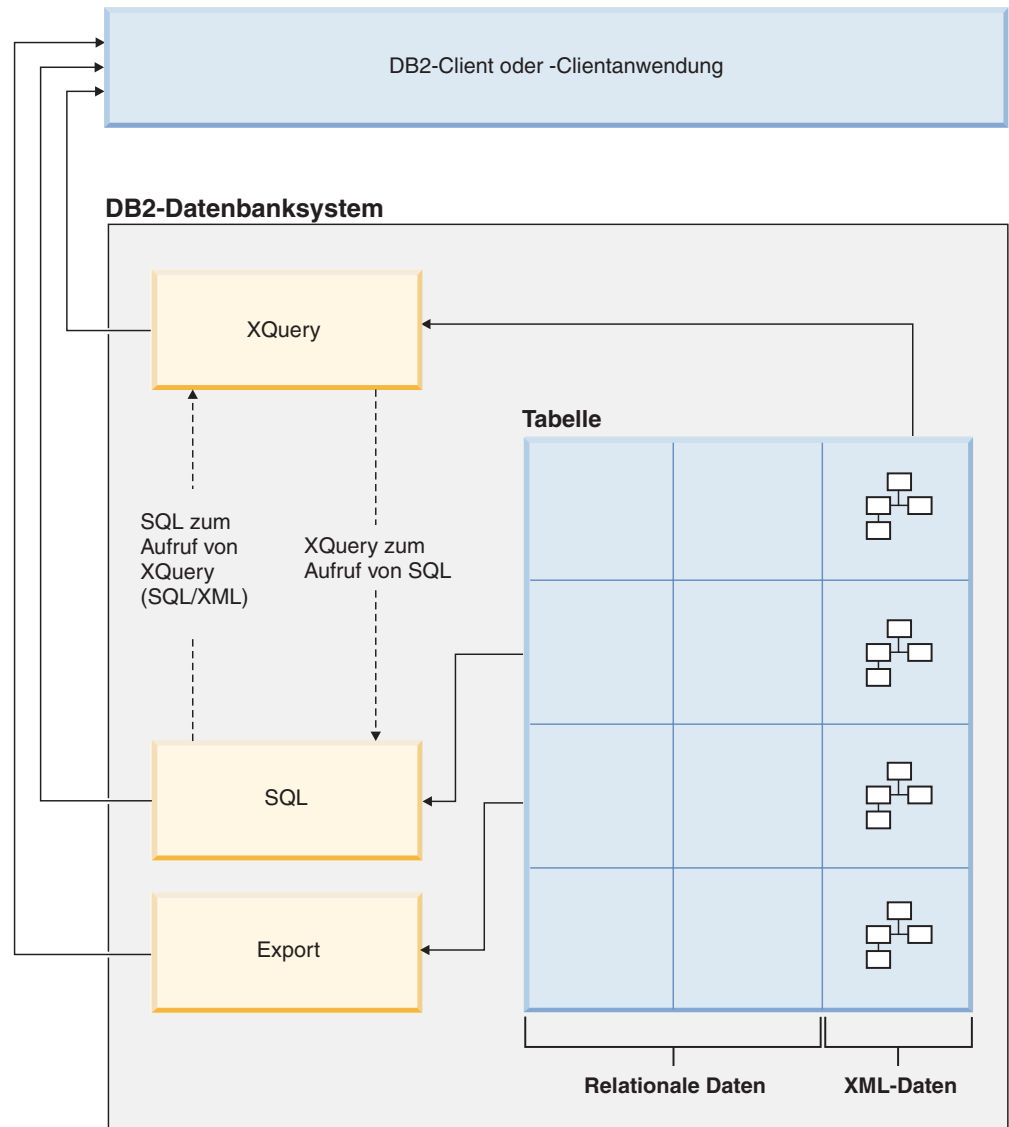 DB2-Client oder -Clientanwendung
DB2-Datenbanksystem
XQuery
Tabelle
SQL zum
Aufruf von
XQuery
(SQL/XML)
XQuery zum
Aufruf von SQL
SQL
Export
Relationale Daten
XML-Daten